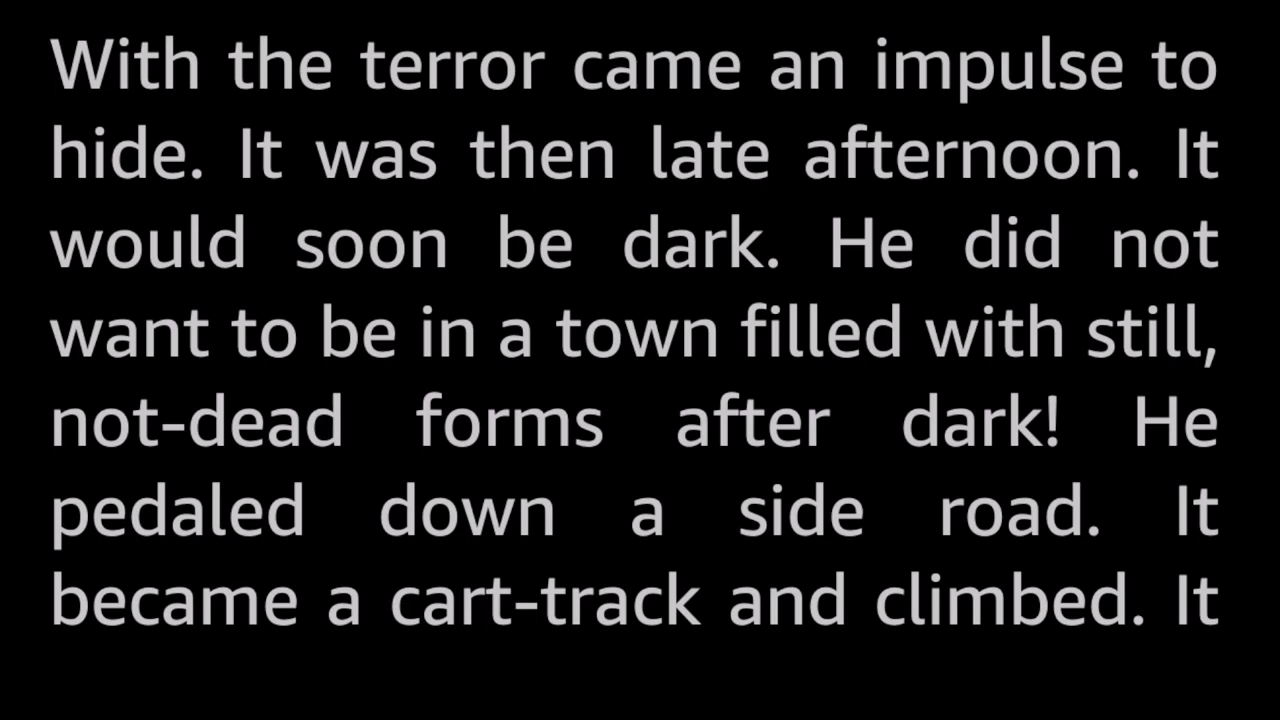 With the terror came an impulse to
hide. It was then late afternoon. It
would soon be dark. He did not
want to be in a town filled with still,
not-dead forms after dark! He
pedaled down a side road. It
became a cart-track and climbed. It